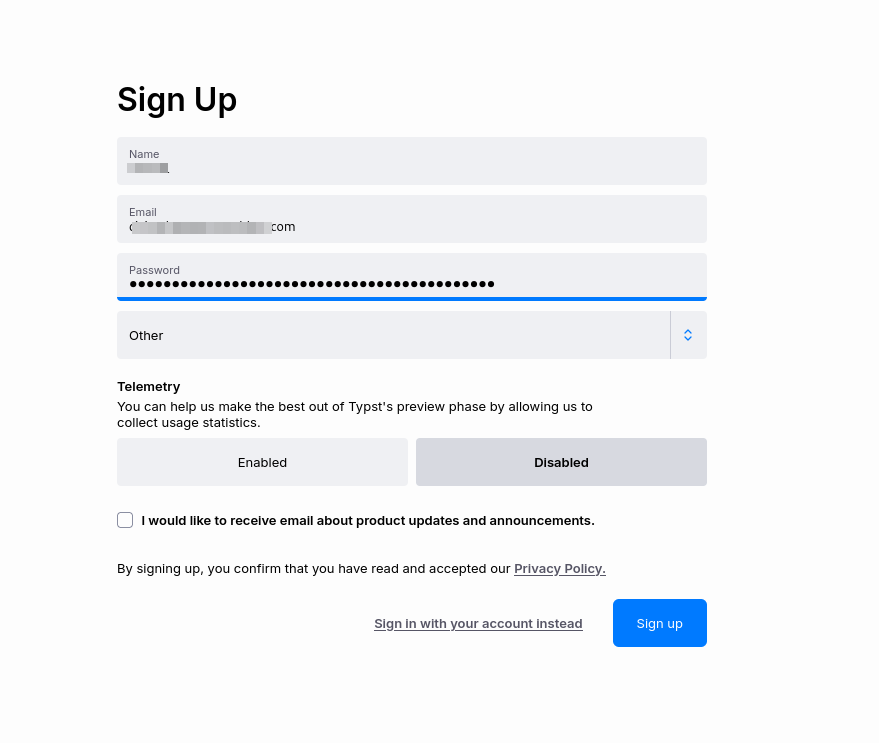 Sign Up
Name
Email
com
Password
Other
Telemetry
You can help us make the best out of Typst's preview phase by allowing us to
collect usage statistics.
Enabled
Disabled
I would like to receive email about product updates and announcements.
By signing up, you confirm that you have read and accepted our Privacy Policy.
Sign in with your account instead
Sign up